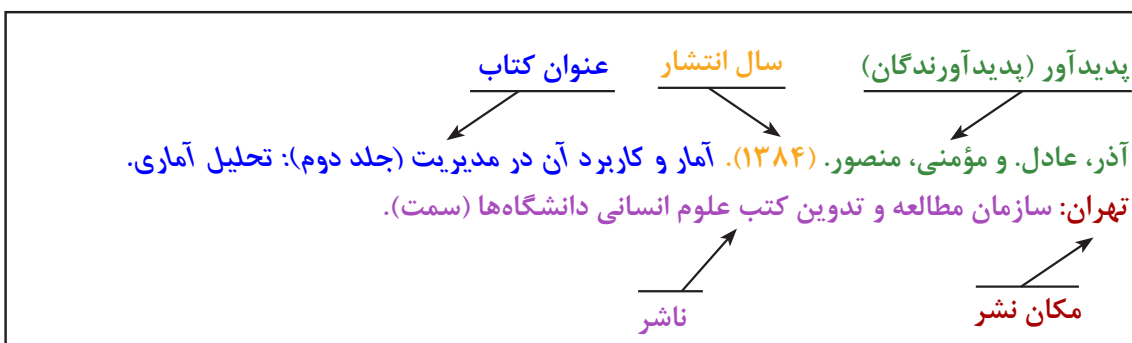 پدیدآور (پدیدآورندگان) سال انتشار عنوان کتاب
آذر، عادل. و مؤمنی، منصور. (۱۳۸۴). آمار و کاربرد آن در مدیریت (جلد دوم): تحلیل آماری.
تهران: سازمان مطالعه و تدوین کتب علوم انسانی دانشگاه‌ها (سمت).
مکان نشر ناشر